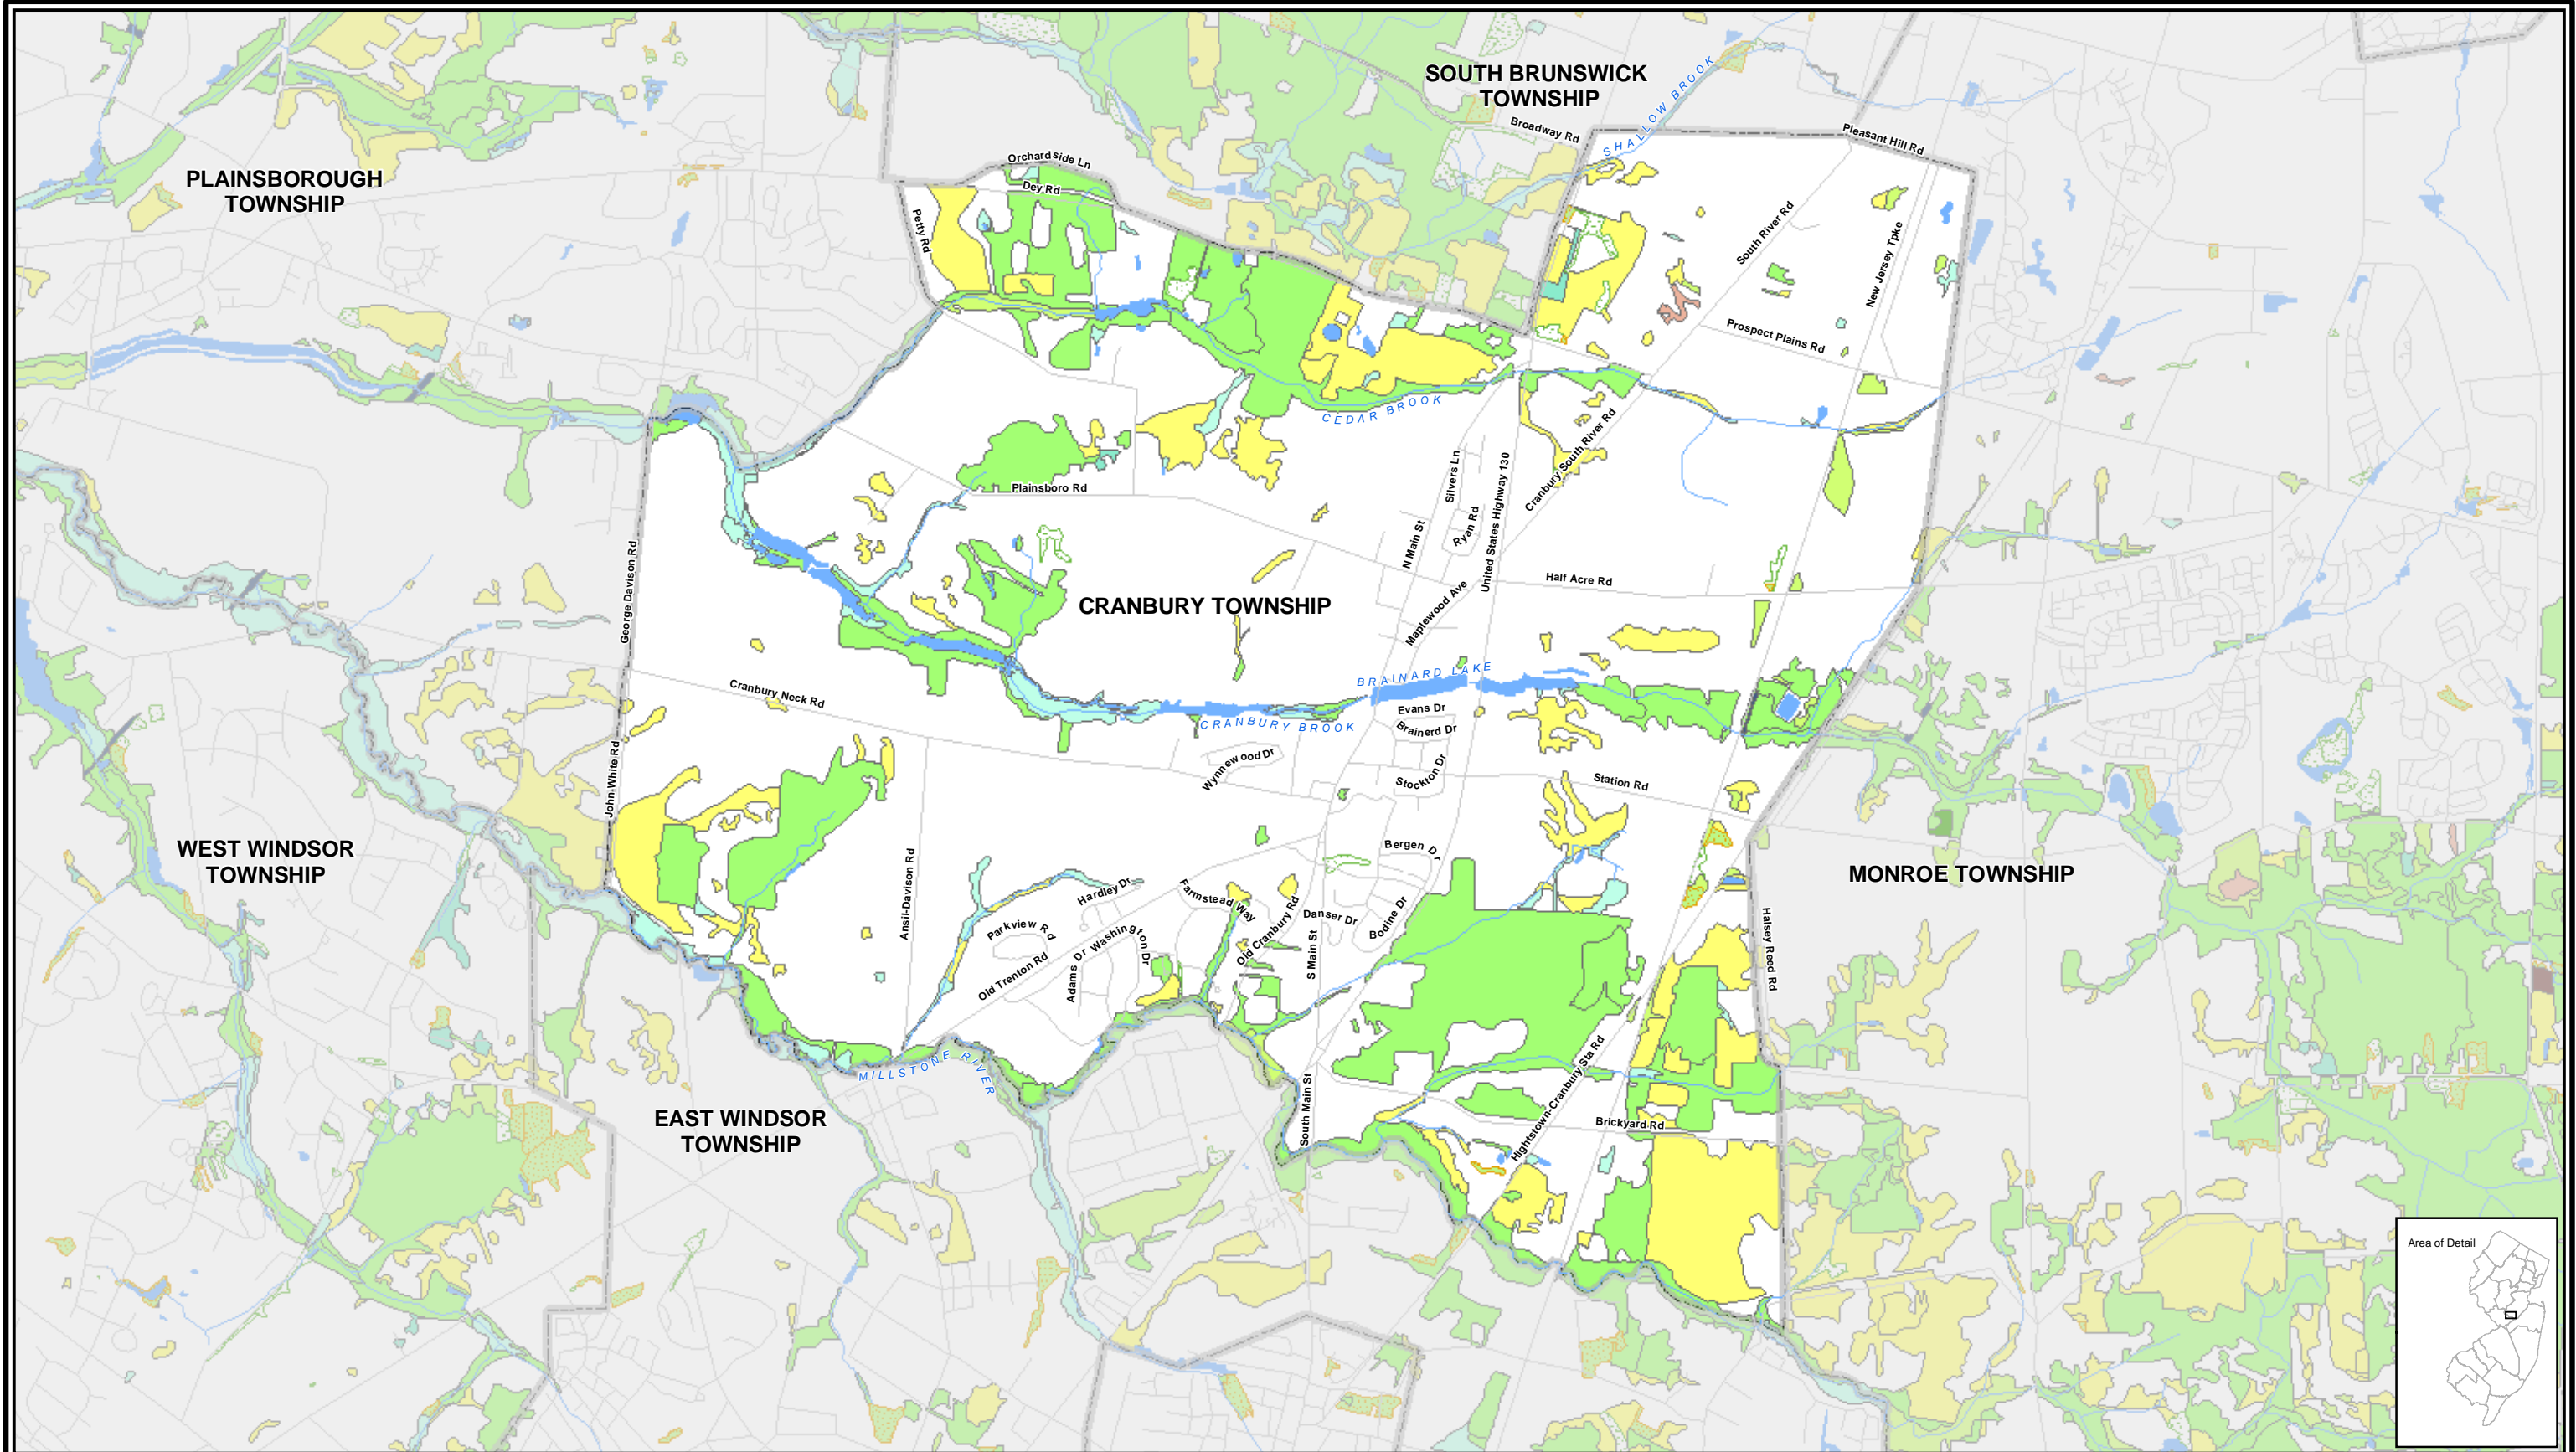 SOUTH BRUNSWICK
TOWNSHIP
SHALLOW BROOK
Broadway Rd
Pleasant Hill Rd
Orchardside Ln
Dey Rd
PLAINSBOROUGH
TOWNSHIP
Petty Rd
South River Rd
New Jersey Tpke
Prospect Plains Rd
CEDAR BROOK
Cranbury South River Rd
Silvers Ln
United States Highway 130
Plainsboro Rd
Ryan Rd
N Main St
George Davison Rd
Half Acre Rd
CRANBURY TOWNSHIP
Maplewood Ave
BRAINARD LAKE
Cranbury Neck Rd
Evans Dr
CRANBURY BROOK
Brainerd Dr
Wynnewood Dr
Stockton Dr
Station Rd
John White Rd
WEST WINDSOR
TOWNSHIP
Bergen Dr
MONROE TOWNSHIP
Ansil-Davison Rd
Hardley Dr
Farmstead Way
Danser Dr
Bodine Dr
Parkview Rd
Washington Dr
Old Cranbury Rd
S Main St
Halsey Reed Rd
Old Trenton Rd
Adams Dr
MILLSTONE RIVER
Hightstown-Cranbury Sta Rd
South Main St
EAST WINDSOR
TOWNSHIP
Brickyard Rd
Area of Detail